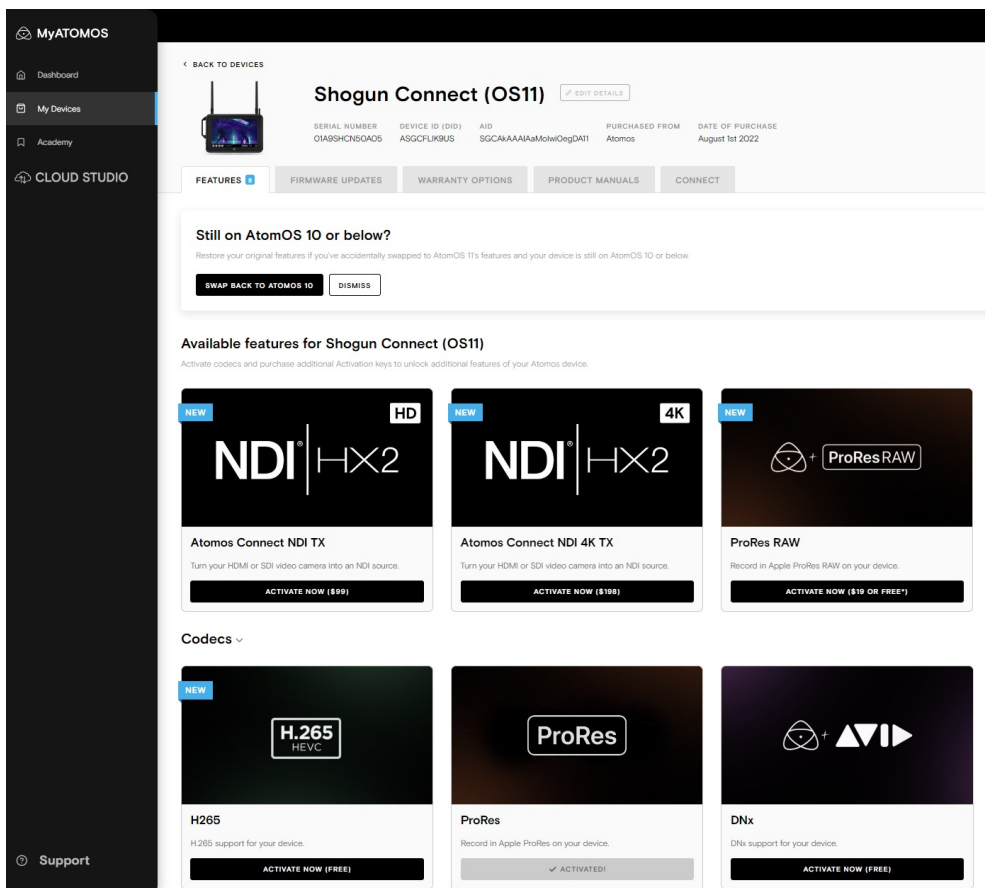 MyATOMOS
Dashboard
My Devices
Academy
CLOUD STUDIO
Support
< BACK TO DEVICES
Shogun Connect (OS11)
EDIT DETAILS
SERIAL NUMBER DEVICE ID (DID) AID PURCHASED FROM DATE OF PURCHASE
01A9SHCN50A05 ASGCFLIK9US Atomos August 1st 2022
FEATURES 8 FIRMWARE UPDATES WARRANTY OPTIONS PRODUCT MANUALS CONNECT
Still on AtomOS 10 or below?
Restore your original features if you've accidentally swapped to AtomOS 11's features and your device is still on AtomOS 10 or below.
SWAP BACK TO ATOMOS 10 DISMISS
Available features for Shogun Connect (OS11)
Activate codecs and purchase additional Activation keys to unlock additional features of your Atomos device.
NEW HD NEW 4K NEW
NDI® HX2 NDI® HX2 + ProRes RAW
Atomos Connect NDI TX Atomos Connect NDI 4K TX ProRes RAW
Turn your HDMI or SDI video camera into an NDI source. Turn your HDMI or SDI video camera into an NDI source. Record in Apple ProRes RAW on your device.
ACTIVATE NOW ($99) ACTIVATE NOW ($198) ACTIVATE NOW ($19 OR FREE*)
Codecs
NEW
H.265 ProRes + AVID
HEVC
H265 ProRes DNx
H.265 support for your device. Record in Apple ProRes on your device. DNx support for your device.
ACTIVATE NOW (FREE) ✓ ACTIVATED! ACTIVATE NOW (FREE)